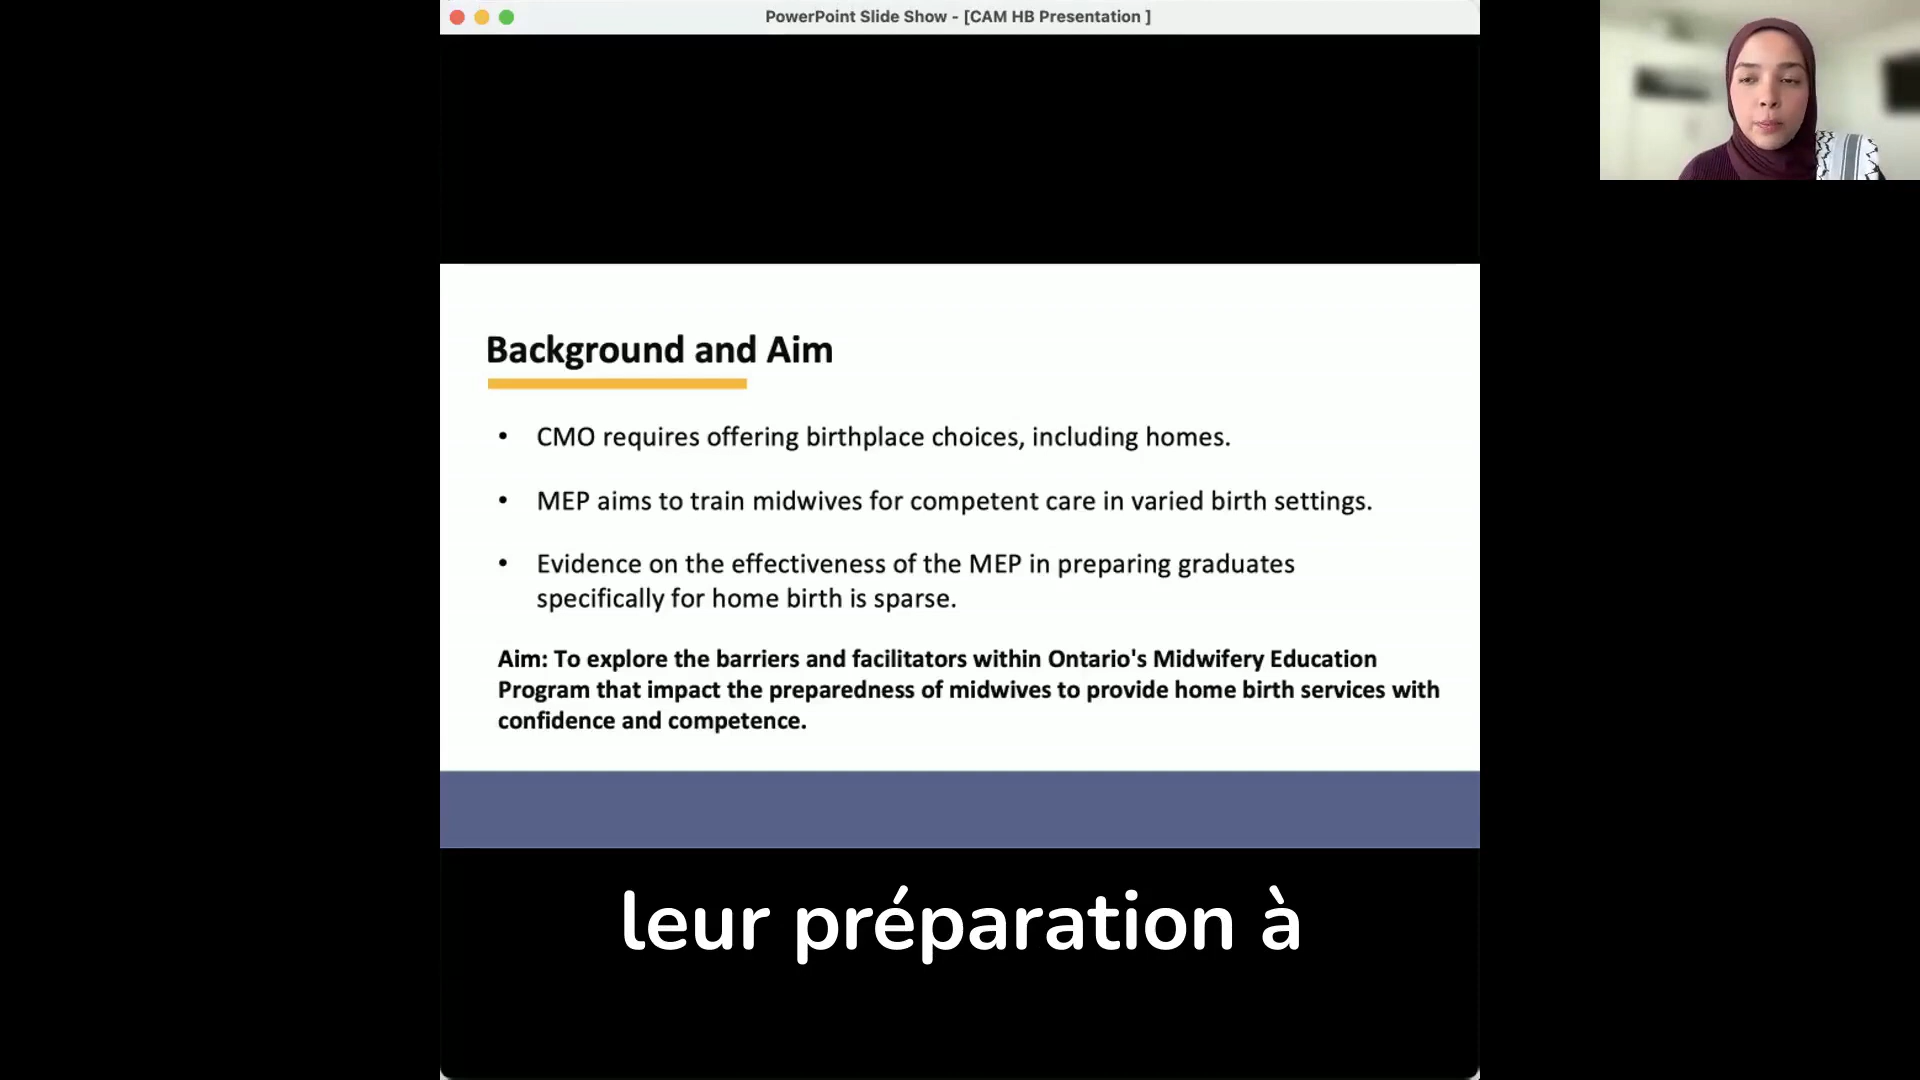 PowerPoint Slide Show - [CAM HB Presentation ]
Background and Aim
• CMO requires offering birthplace choices, including homes.
• MEP aims to train midwives for competent care in varied birth settings.
• Evidence on the effectiveness of the MEP in preparing graduates
specifically for home birth is sparse.
Aim: To explore the barriers and facilitators within Ontario's Midwifery Education
Program that impact the preparedness of midwives to provide home birth services with
confidence and competence.
leur préparation à